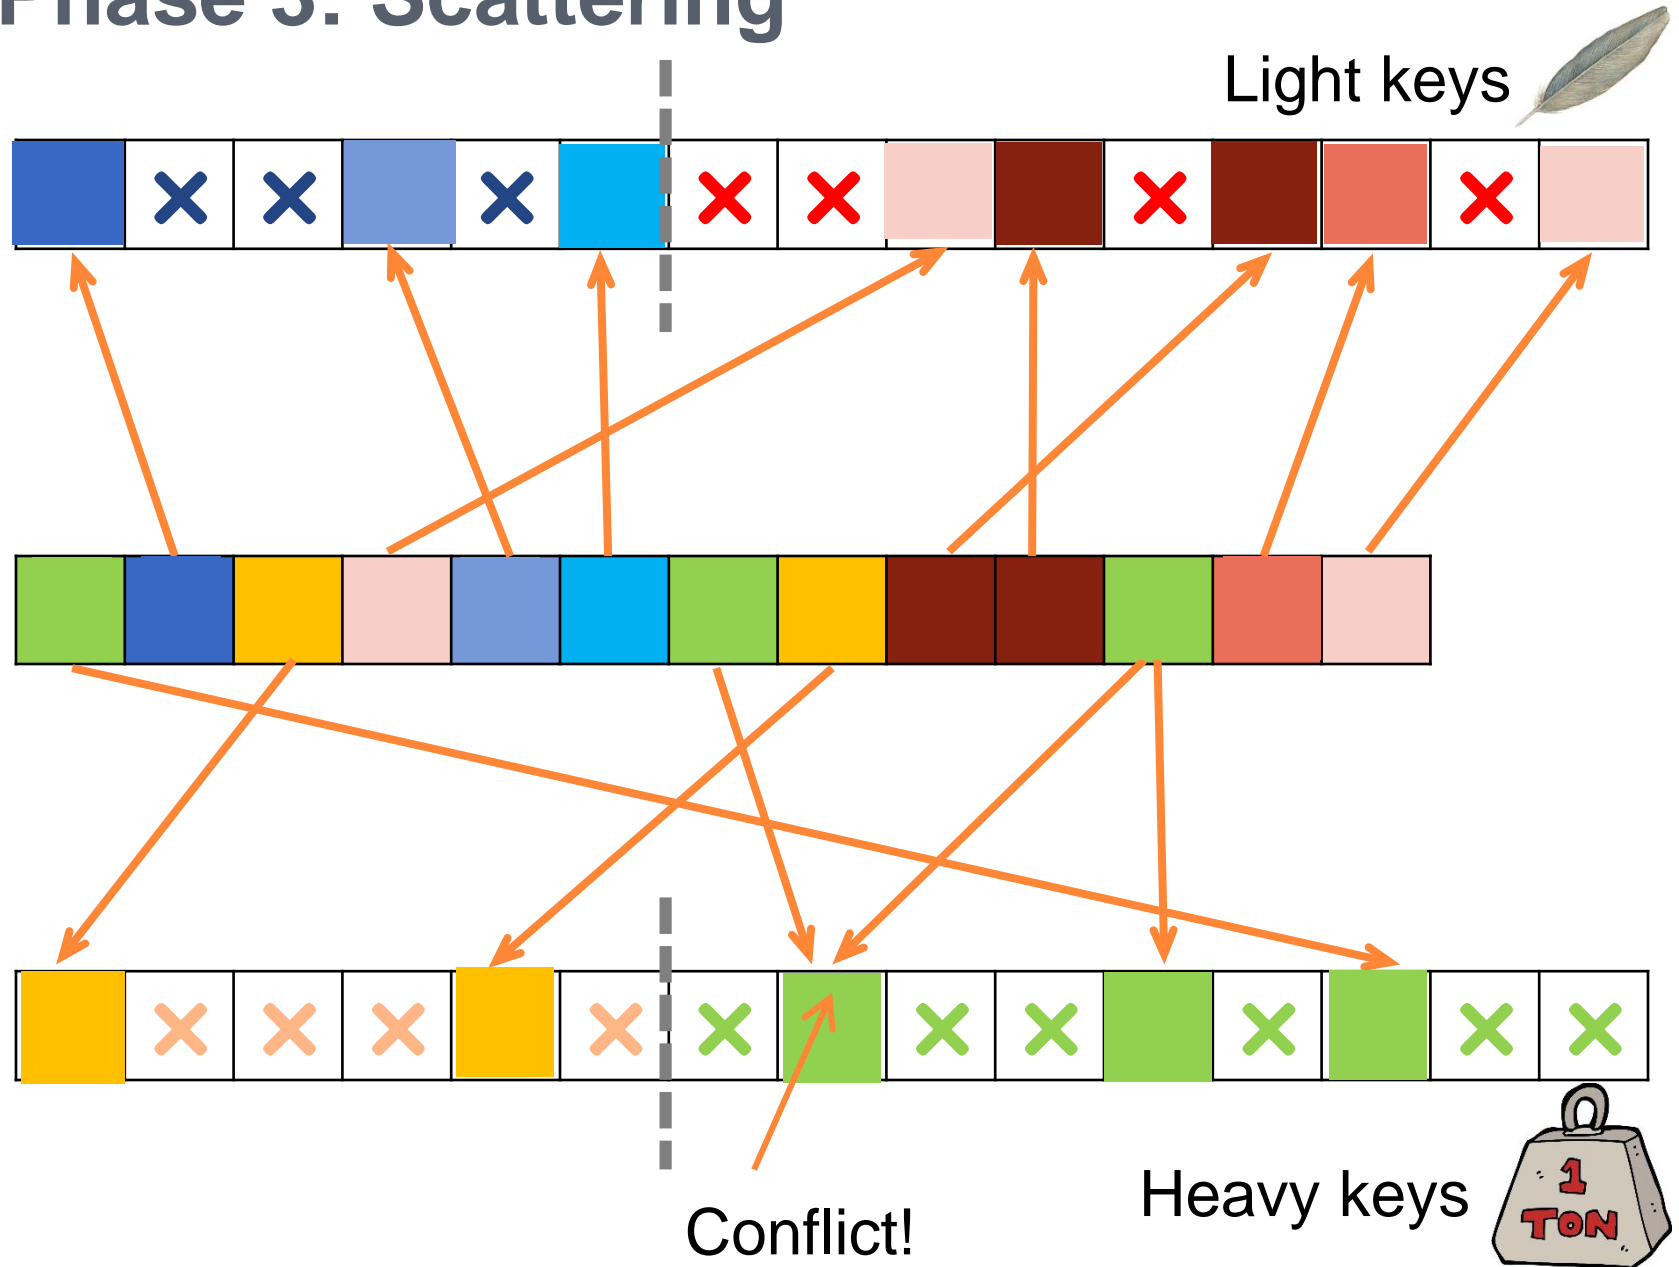 Phase 3: Scattering
Light keys
Conflict!
Heavy keys
1
TON